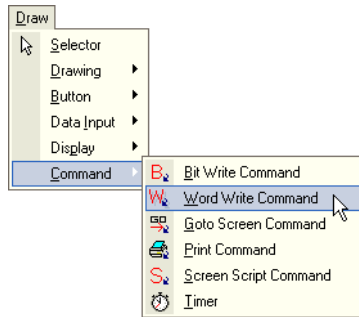 Draw
Selector
Drawing
Button
Data Input
Display
Command
B Bit Write Command
W Word Write Command
GO Goto Screen Command
Print Command
S Screen Script Command
Timer